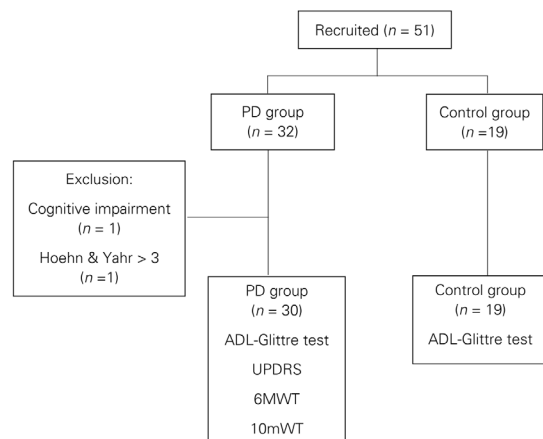 Recruited (n = 51)
PD group
(n = 32)
Control group
(n =19)
Exclusion:
Cognitive impairment
(n = 1)
Hoehn & Yahr > 3
(n =1)
PD group
(n = 30)
ADL-Glittre test
UPDRS
6MWT
10mWT
Control group
(n = 19)
ADL-Glittre test